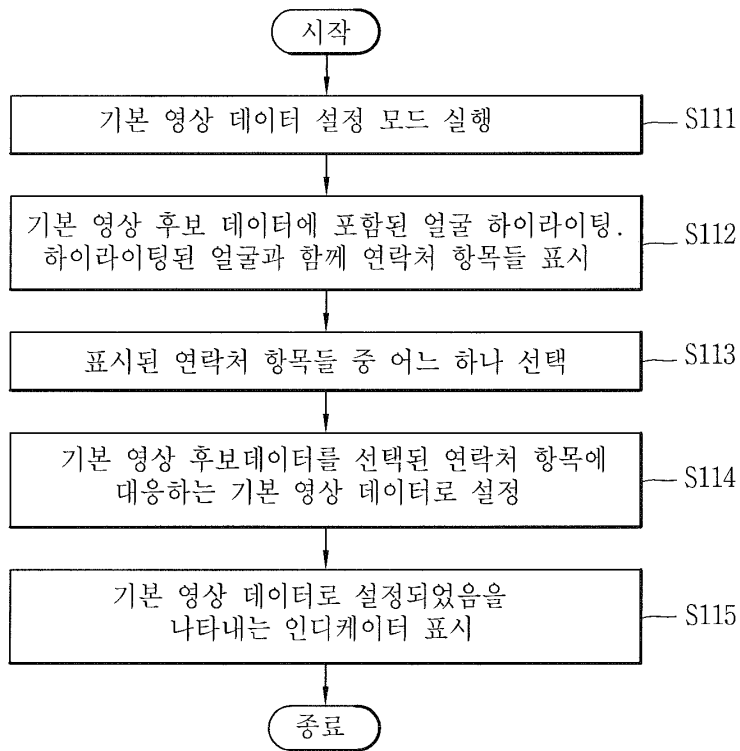 시작
기본 영상 데이터 설정 모드 실행
S111
기본 영상 후보 데이터에 포함된 얼굴 하이라이팅.
하이라이팅된 얼굴과 함께 연락처 항목들 표시
S112
표시된 연락처 항목들 중 어느 하나 선택
S113
기본 영상 후보데이터를 선택된 연락처 항목에
대응하는 기본 영상 데이터로 설정
S114
기본 영상 데이터로 설정되었음을
나타내는 인디케이터 표시
S115
종료